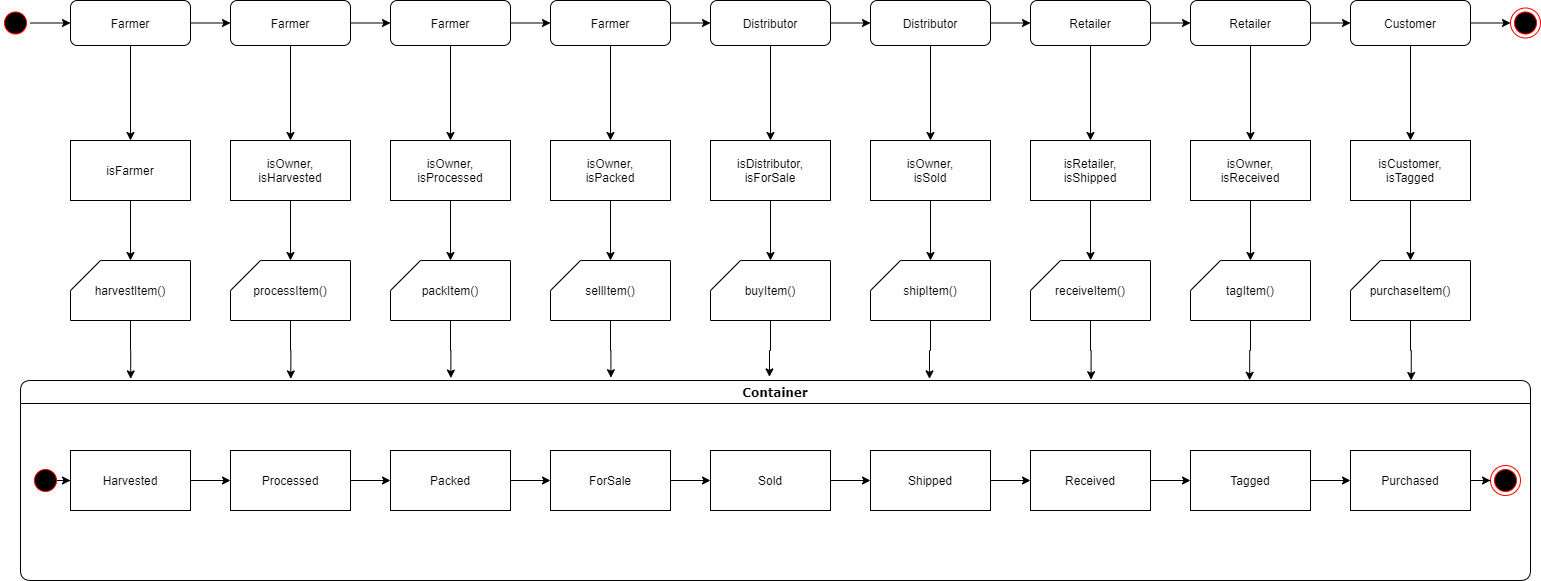 Farmer
Farmer
Farmer
Farmer
Distributor
Distributor
Retailer
Retailer
Customer
isFarmer
isOwner,
isHarvested
isOwner,
isProcessed
isOwner,
isPacked
isDistributor,
isForSale
isOwner,
isSold
isRetailer,
isShipped
isOwner,
isReceived
isCustomer,
isTagged
harvestItem()
processItem()
packItem()
sellItem()
buyItem()
shipItem()
receiveItem()
tagItem()
purchaseItem()
Container
Harvested
Processed
Packed
ForSale
Sold
Shipped
Received
Tagged
Purchased